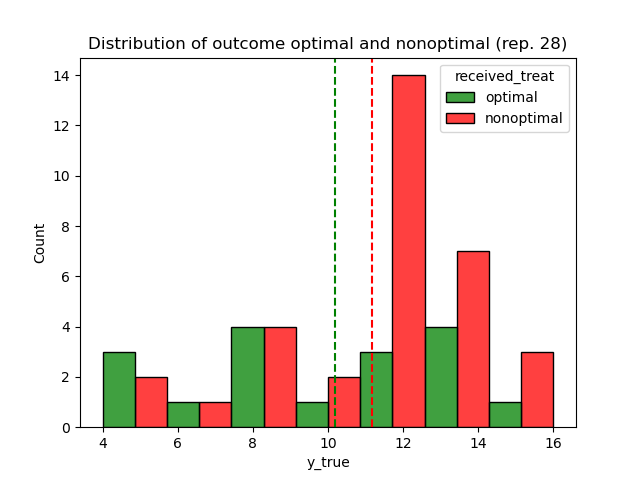 Distribution of outcome optimal and nonoptimal (rep. 28)
received_treat
optimal
nonoptimal
Count
14
12
10
8
6
4
2
0
4 6 8 10 12 14 16
y_true